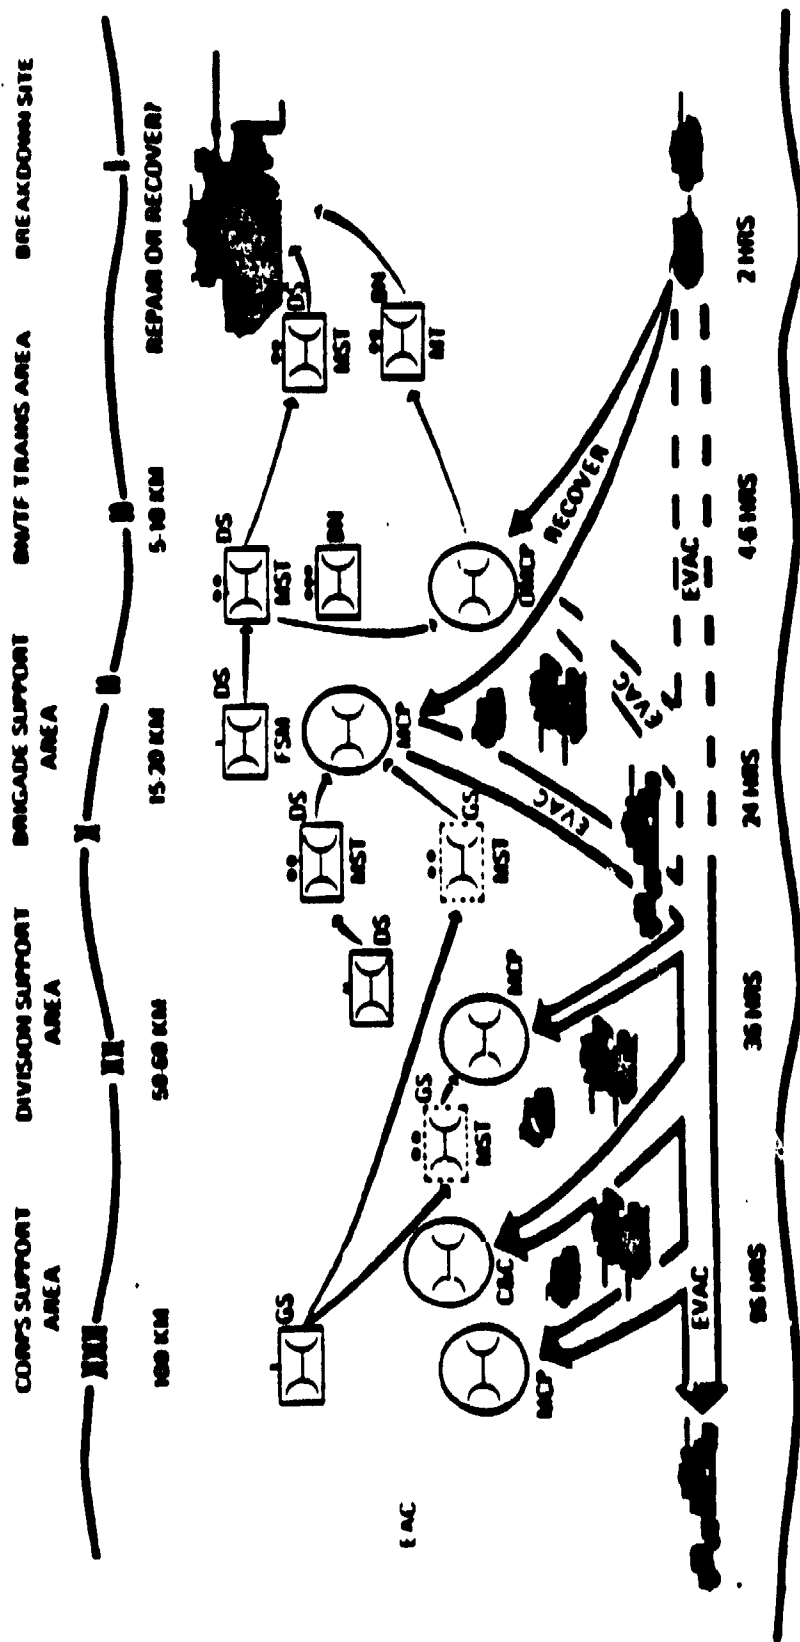 CORPS SUPPORT
AREA
DIVISION SUPPORT
AREA
BRIGADE SUPPORT
AREA
BN/TF TRAINS AREA
BREAKDOWN SITE
XXX
XX
X
100 KM
50-60 KM
15-20 KM
5-10 KM
REPAIR OR RECOVER?
DS
FSM
DS
MST
DS
MST
GS
DS
MST
BN
BN
MT
DS
MCP
EAC
GS
MST
GS
MST
MCP
C&C
MCP
RECOVER
EVAC
EVAC
EVAC
EVAC
96 HRS
36 HRS
24 HRS
4-6 HRS
2 HRS